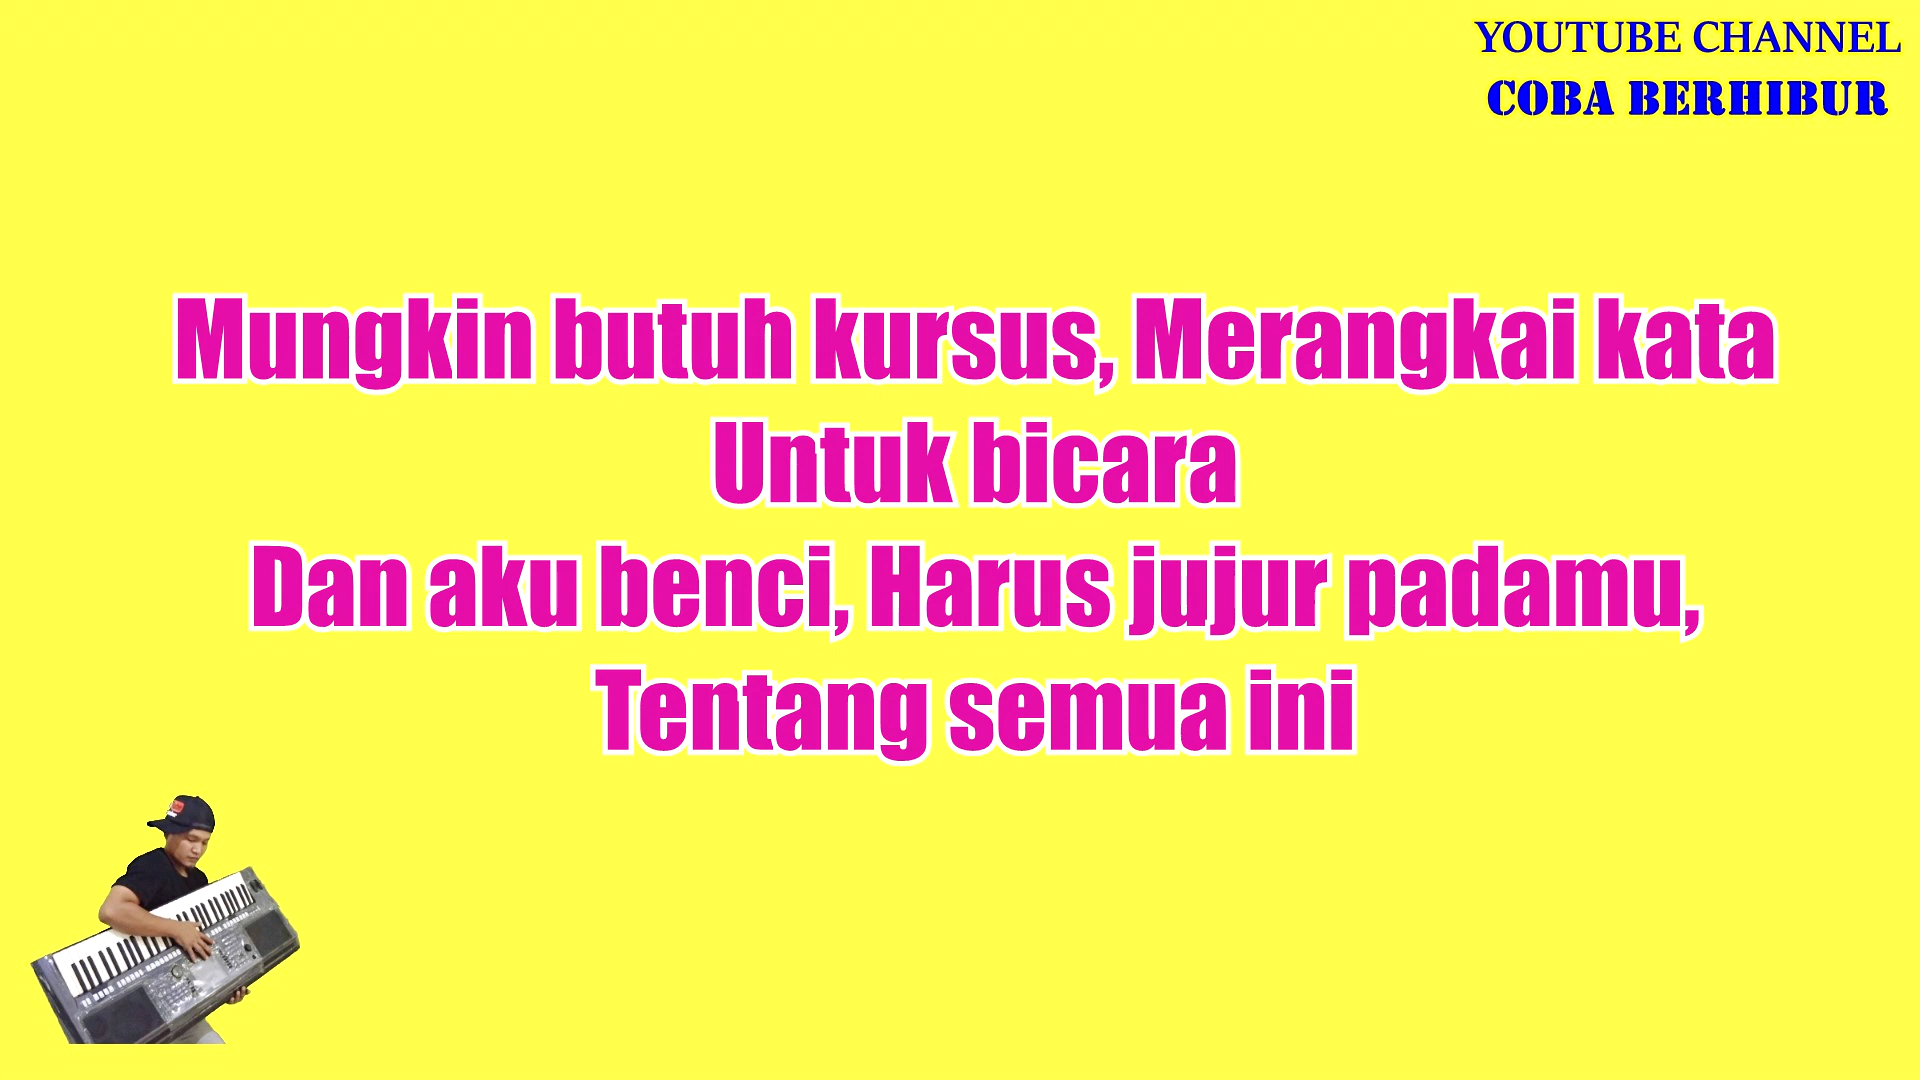 YOUTUBE CHANNEL
COBA BERHIBUR
Mungkin butuh kursus, Merangkai kata
Untuk bicara
Dan aku benci, Harus jujur padamu,
Tentang semua ini